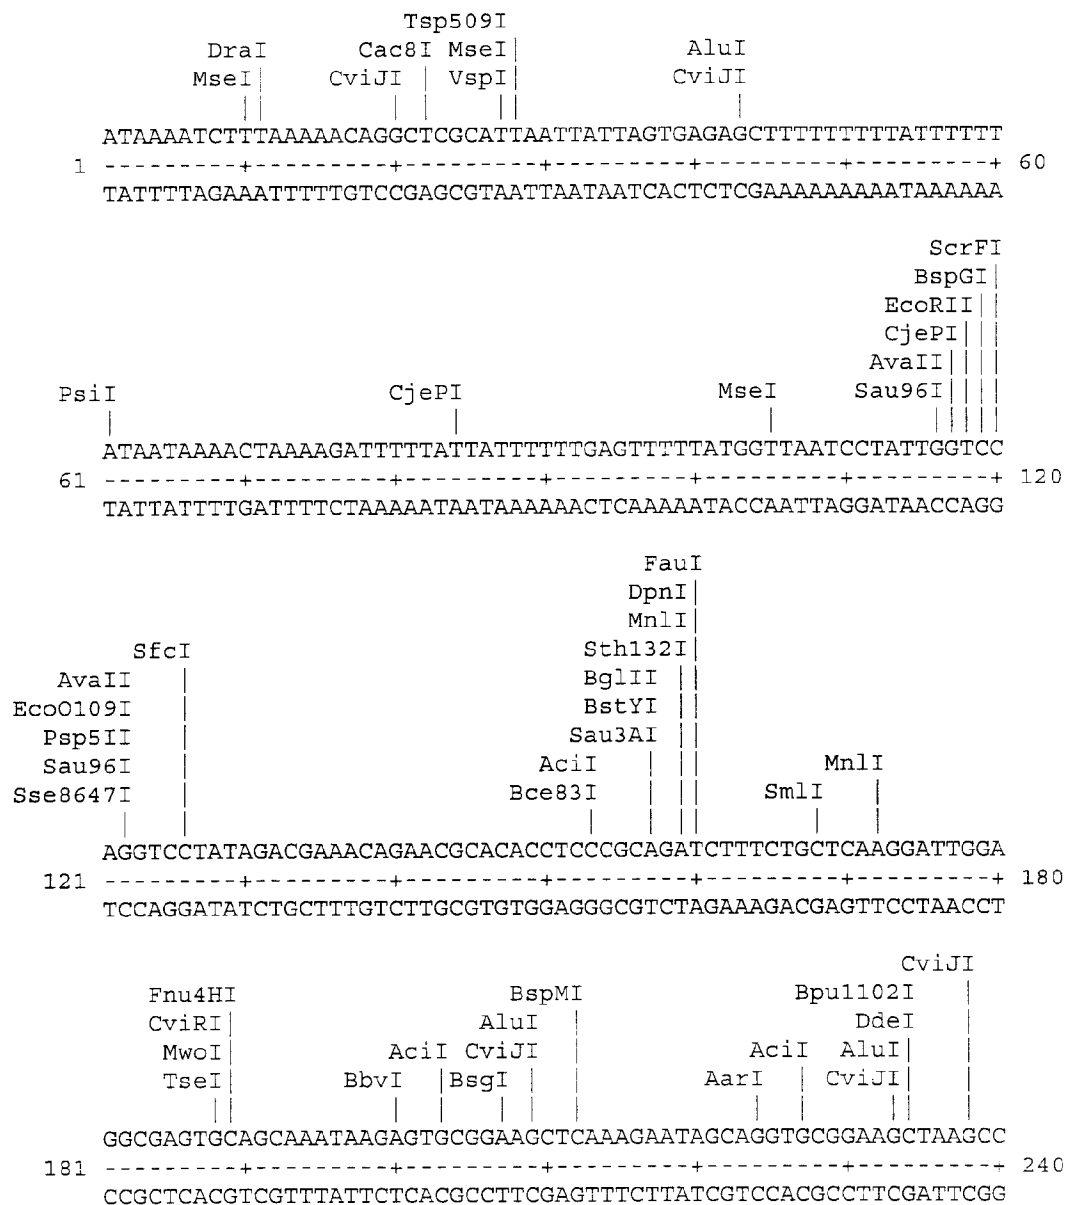 Tsp509I
DraI Cac8I MseI AluI
MseI CviJI VspI CviJI
ATAAAATCTTTAAAAACAGGCTCGCATTAATTATTAGTGAGAGCTTTTTTTTTATTTTTT
1 ---------+---------+---------+---------+---------+---------+ 60
TATTTTAGAAATTTTTGTCCGAGCGTAATTAATAATCACTCTCGAAAAAAAAATAAAAAA
ScrFI
BspGI
EcoRII
CjePI
AvaII
PsiI CjePI MseI Sau96I
ATAATAAAACTAAAAGATTTTTATTATTTTTTGAGTTTTTATGGTTAATCCTATTGGTCC
61 ---------+---------+---------+---------+---------+---------+ 120
TATTATTTTGATTTTCTAAAAATAATAAAAAACTCAAAAATACCAATTAGGATAACCAGG
FauI
DpnI
MnlI
SfcI Sth132I
AvaII BglII
EcoO109I BstYI
Psp5II Sau3AI
Sau96I AciI MnlI
Sse8647I Bce83I SmlI
AGGTCCTATAGACGAAACAGAACGCACACCTCCCGCAGATCTTTCTGCTCAAGGATTGGA
121 ---------+---------+---------+---------+---------+---------+ 180
TCCAGGATATCTGCTTTGTCTTGCGTGTGGAGGGCGTCTAGAAAGACGAGTTCCTAACCT
CviJI
Fnu4HI BspMI Bpu1102I
CviRI AluI DdeI
MwoI AciI CviJI AciI AluI
TseI BbvI BsgI AarI CviJI
GGCGAGTGCAGCAAATAAGAGTGCGGAAGCTCAAAGAATAGCAGGTGCGGAAGCTAAGCC
181 ---------+---------+---------+---------+---------+---------+ 240
CCGCTCACGTCGTTTATTCTCACGCCTTCGAGTTTCTTATCGTCCACGCCTTCGATTCGG